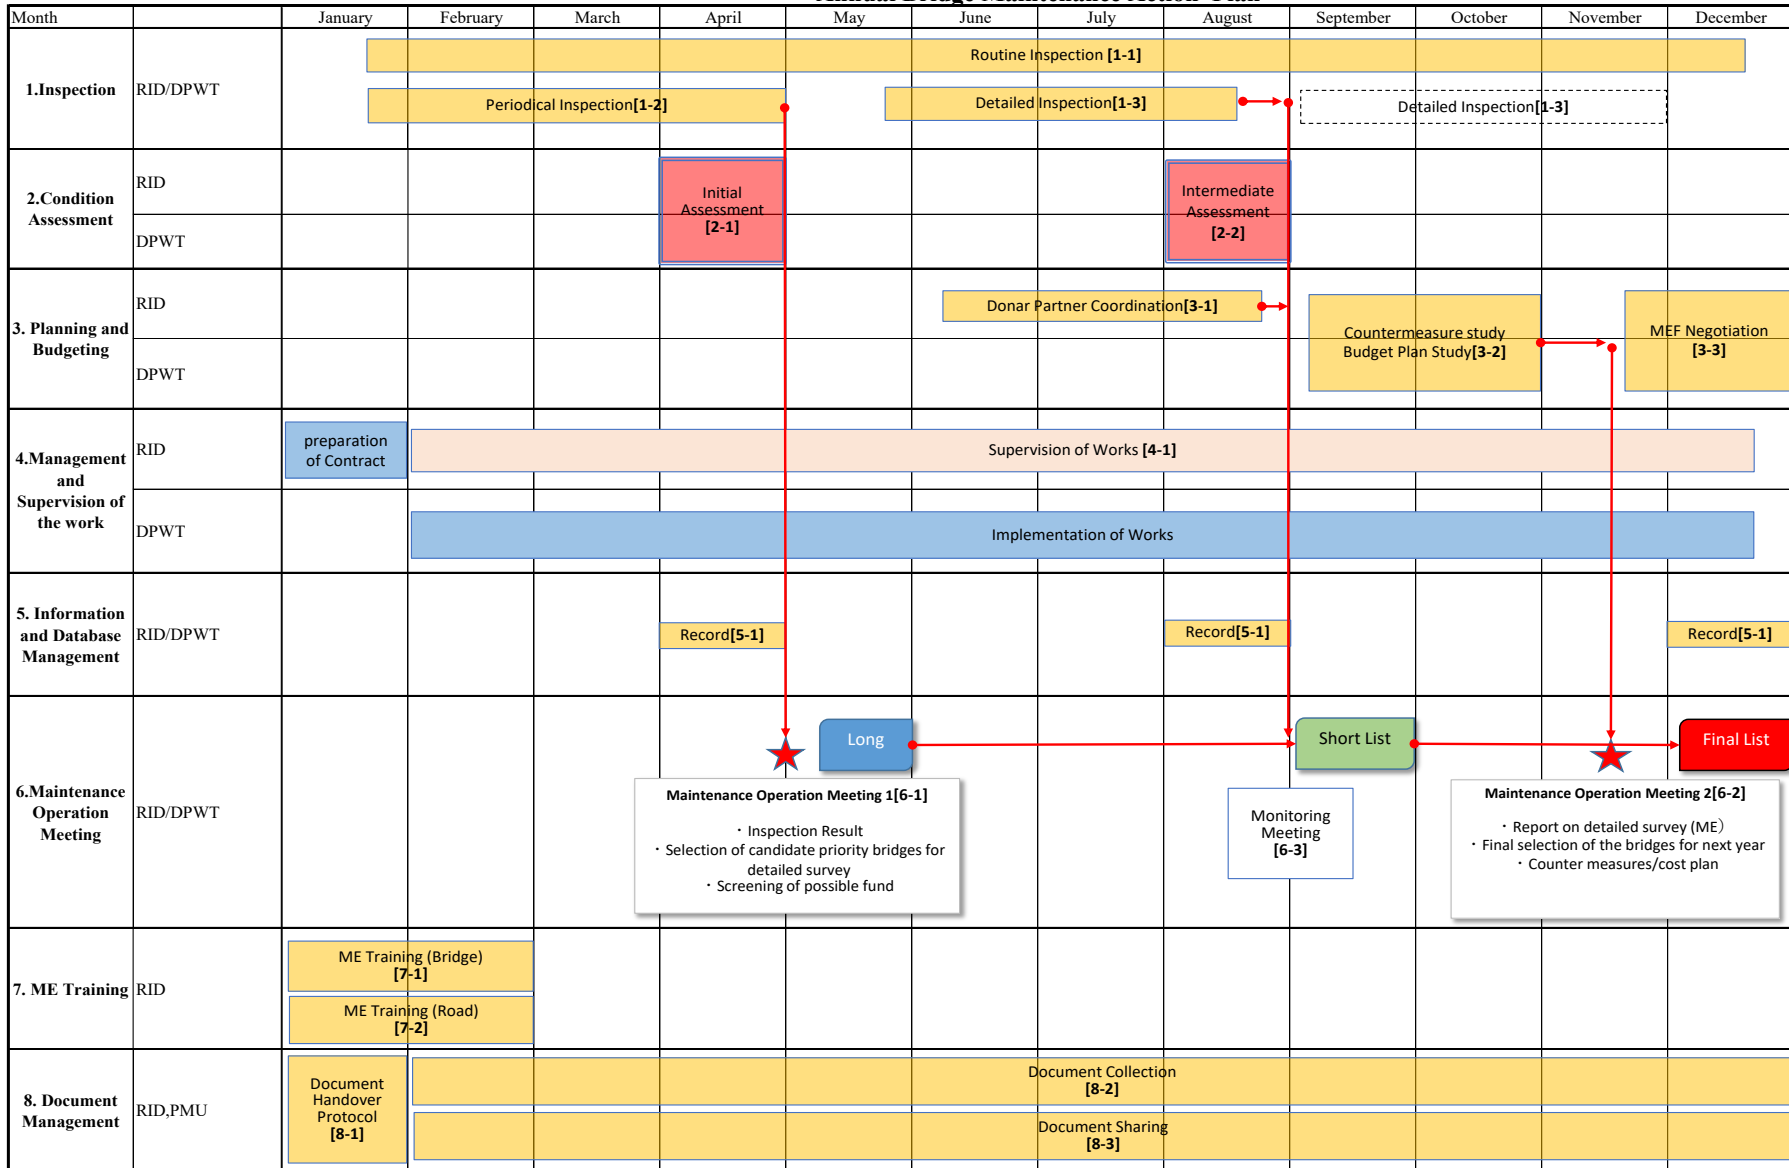 Annual Bridge Maintenance Action Plan
Month January February March April May June July August September October November December
Routine Inspection [1-1]
1.Inspection RID/DPWT
Periodical Inspection[1-2] Detailed Inspection[1-3] Detailed Inspection[1-3]
2.Condition
Assessment
RID
DPWT
Initial
Assessment
[2-1]
Intermediate
Assessment
[2-2]
3. Planning and
Budgeting
RID
DPWT
Donar Partner Coordination[3-1]
Countermeasure study
Budget Plan Study[3-2]
MEF Negotiation
[3-3]
4.Management
and
Supervision of
the work
RID
DPWT
preparation
of Contract
Supervision of Works [4-1]
Implementation of Works
5. Information
and Database
Management
RID/DPWT
Record[5-1] Record[5-1] Record[5-1]
6.Maintenance
Operation
Meeting
RID/DPWT
Long Short List Final List
Maintenance Operation Meeting 1[6-1]
・Inspection Result
・Selection of candidate priority bridges for
detailed survey
・Screening of possible fund
Monitoring
Meeting
[6-3]
Maintenance Operation Meeting 2[6-2]
・Report on detailed survey (ME）
・Final selection of the bridges for next year
・Counter measures/cost plan
7. ME Training RID
ME Training (Bridge)
[7-1]
ME Training (Road)
[7-2]
8. Document
Management
RID,PMU
Document
Handover
Protocol
[8-1]
Document Collection
[8-2]
Document Sharing
[8-3]